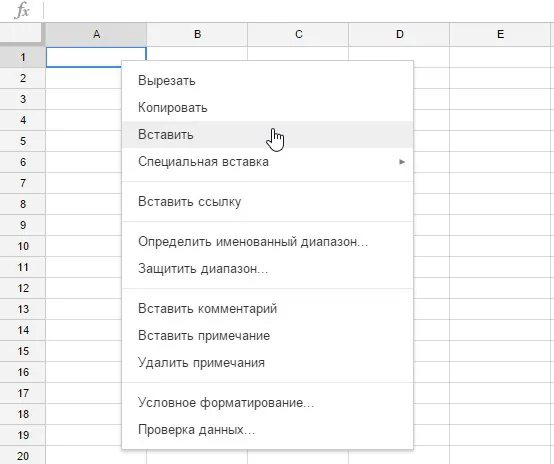 fx
A B C D E
1
2
Вырезать
3
Копировать
4
Вставить
5
6
Специальная вставка
7
8
Вставить ссылку
9
10
Определить именованный диапазон...
11
Защитить диапазон...
12
13
Вставить комментарий
14
Вставить примечание
15
16
Удалить примечания
17
18
Условное форматирование...
19
Проверка данных...
20